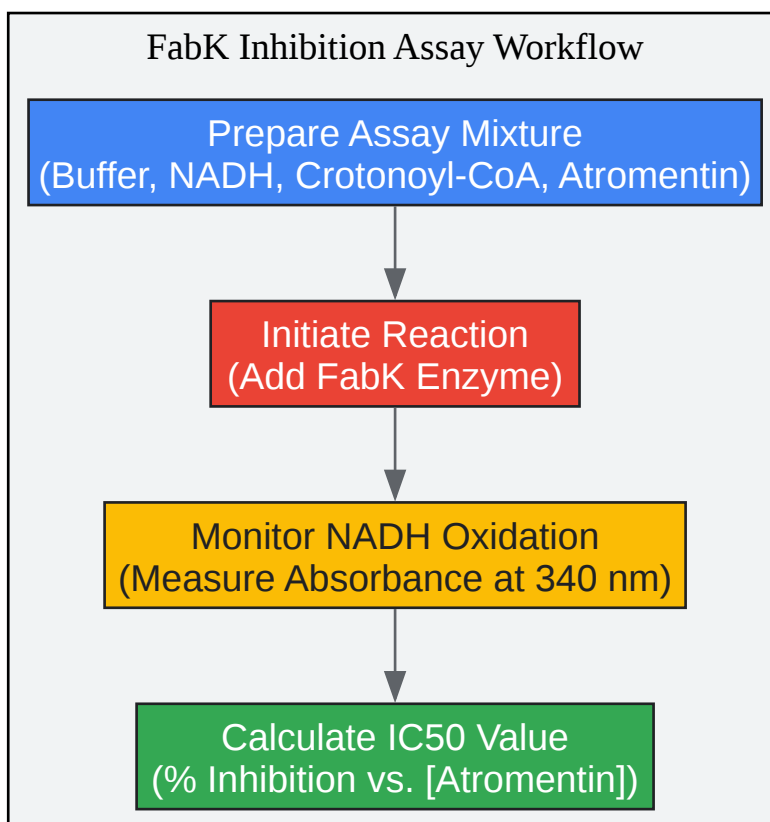 FabK Inhibition Assay Workflow
Prepare Assay Mixture
(Buffer, NADH, Crotonoyl-CoA, Atromentin)
Initiate Reaction
(Add FabK Enzyme)
Monitor NADH Oxidation
(Measure Absorbance at 340 nm)
Calculate IC50 Value
(% Inhibition vs. [Atromentin])